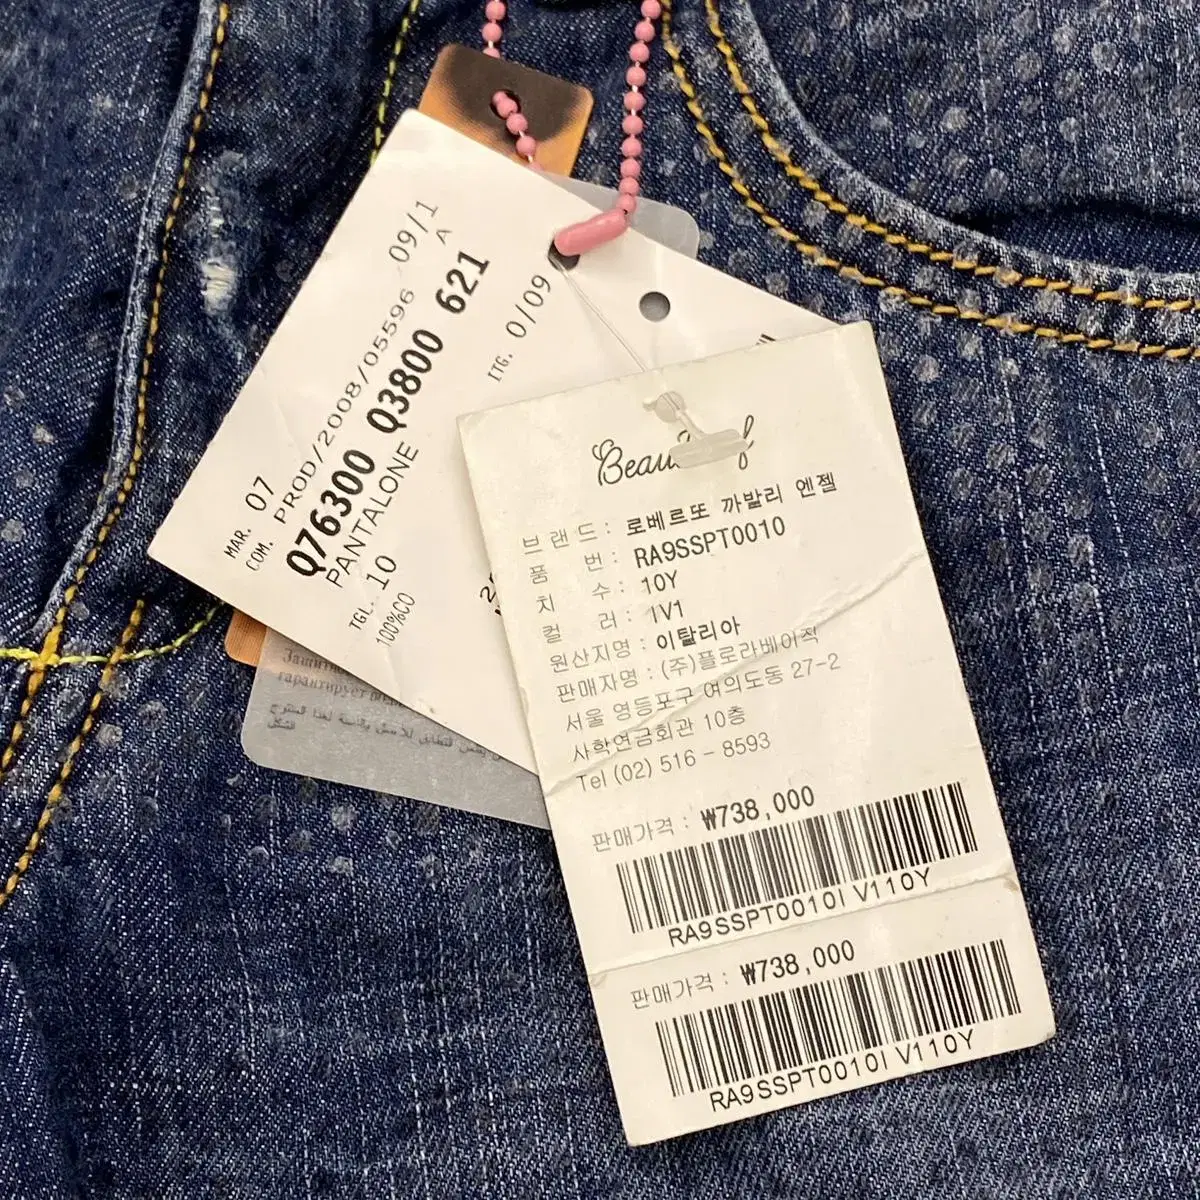 MAR. 07
COM. PROD/2008/05596 09/1
A
Q76300 Q3800 621
PANTALONE
TGL. 10
100%CO
ITG. 0/09
브랜드 : 로베르또 까발리 엔젤
품 번 : RA9SSPT0010
치 수 : 10Y
컬 러 : 1V1
원산지명 : 이탈리아
판매자명 : (주)플로라베이직
서울 영등포구 여의도동 27-2
사학연금회관 10층
Tel (02) 516 - 8593
판매가격 : ₩738,000
RA9SSPT0010I V110Y
판매가격 : ₩738,000
RA9SSPT0010I V110Y